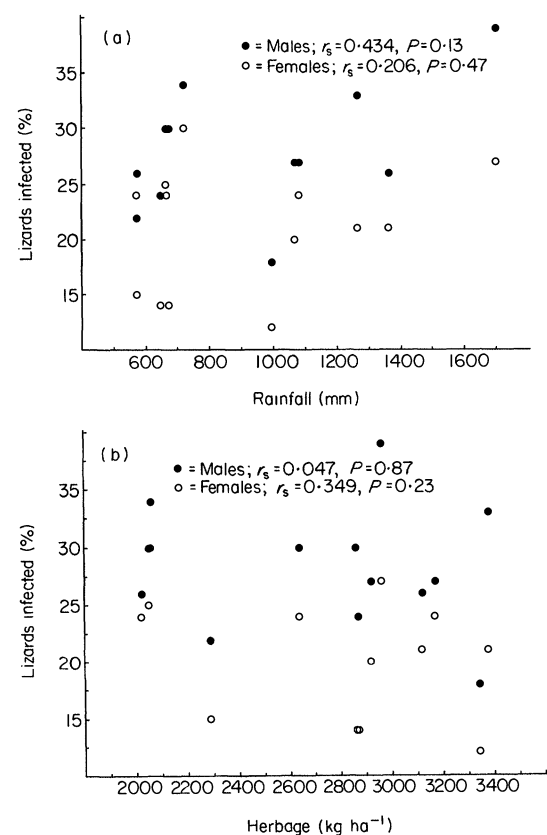 (a)
● = Males; rs = 0·434, P = 0·13
○ = Females; rs = 0·206, P = 0·47
35
30
25
20
15
Lizards infected (%)
600 800 1000 1200 1400 1600
Rainfall (mm)
(b)
● = Males; rs = 0·047, P = 0·87
○ = Females; rs = 0·349, P = 0·23
35
30
25
20
15
Lizards infected (%)
2000 2200 2400 2600 2800 3000 3200 3400
Herbage (kg ha⁻¹)